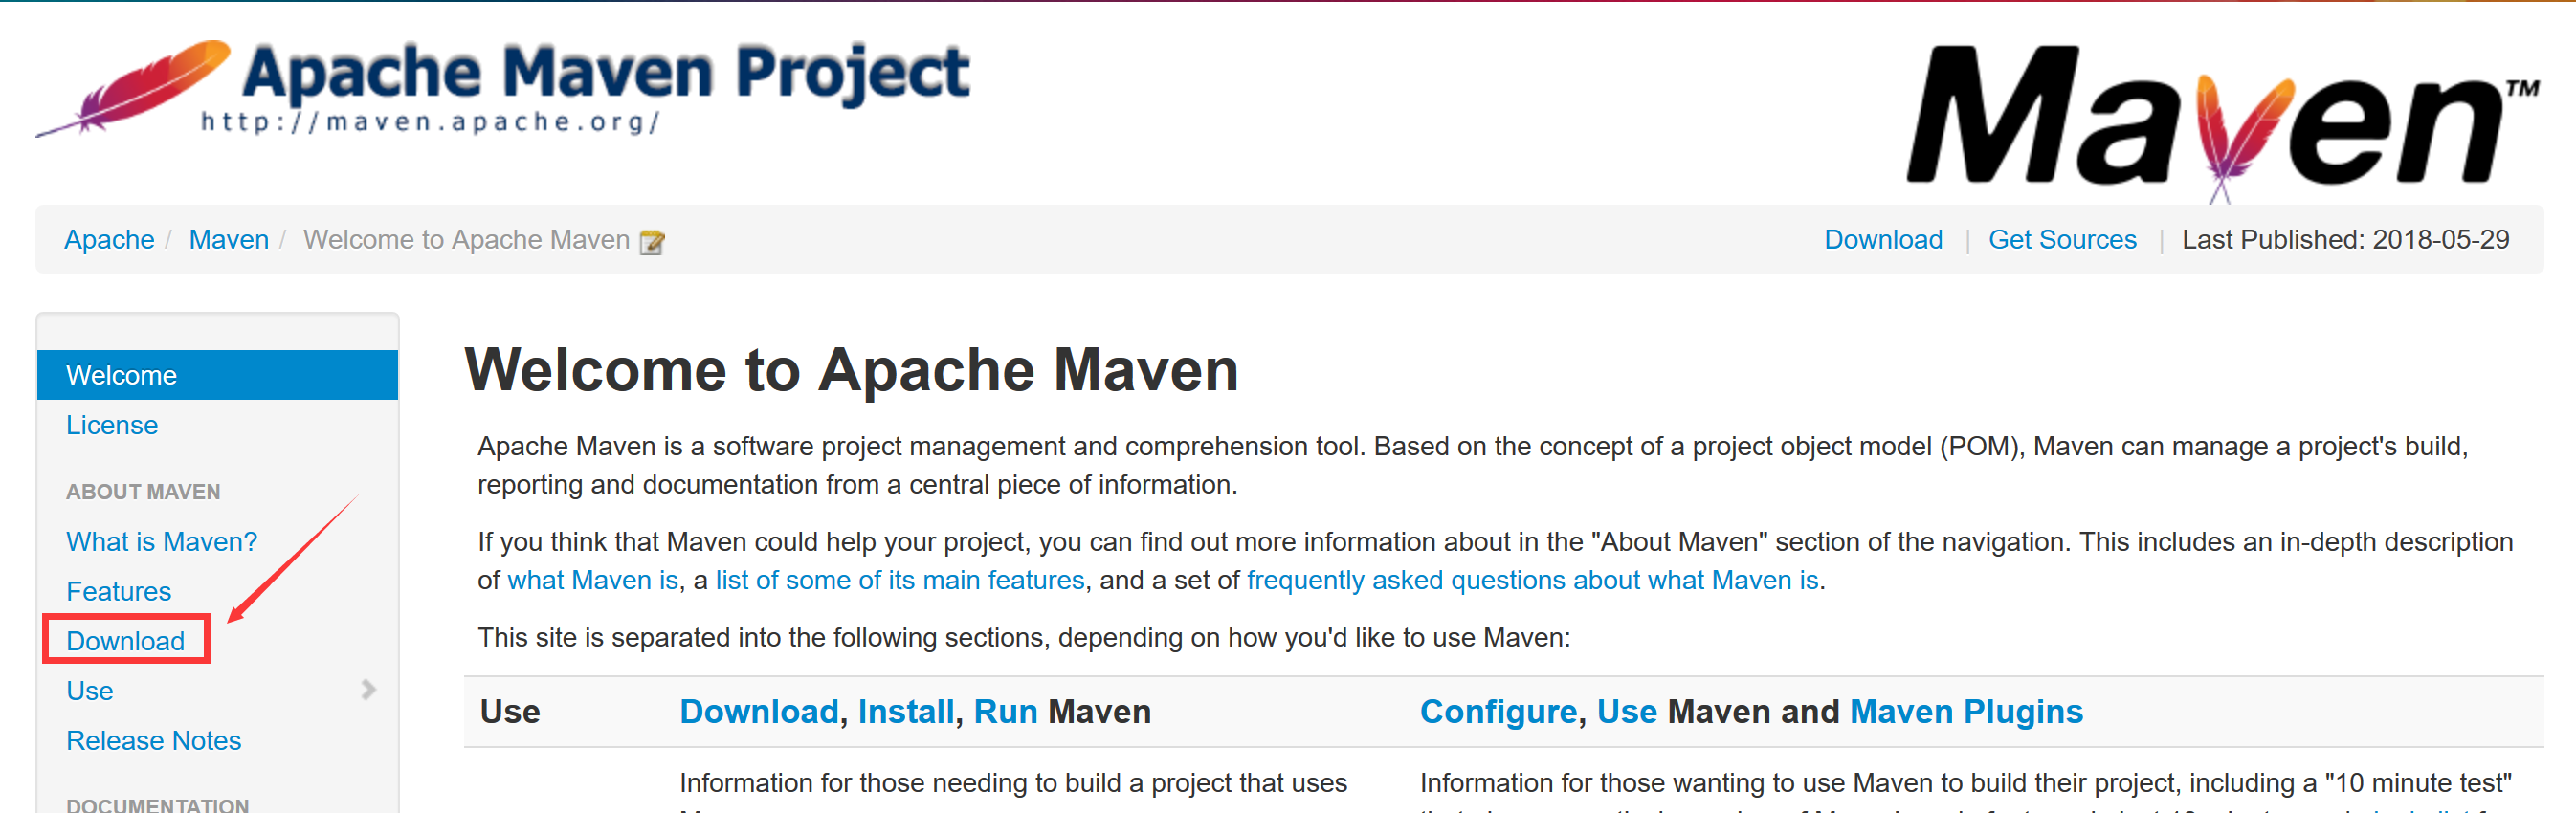 Apache Maven Project
http://maven.apache.org/
Maven™
Apache / Maven / Welcome to Apache Maven
Download | Get Sources | Last Published: 2018-05-29
Welcome
License
ABOUT MAVEN
What is Maven?
Features
Download
Use
Release Notes
DOCUMENTATION
Welcome to Apache Maven
Apache Maven is a software project management and comprehension tool. Based on the concept of a project object model (POM), Maven can manage a project's build,
reporting and documentation from a central piece of information.
If you think that Maven could help your project, you can find out more information about in the "About Maven" section of the navigation. This includes an in-depth description
of what Maven is, a list of some of its main features, and a set of frequently asked questions about what Maven is.
This site is separated into the following sections, depending on how you'd like to use Maven:
Use
Download, Install, Run Maven
Configure, Use Maven and Maven Plugins
Information for those needing to build a project that uses
Information for those wanting to use Maven to build their project, including a "10 minute test"